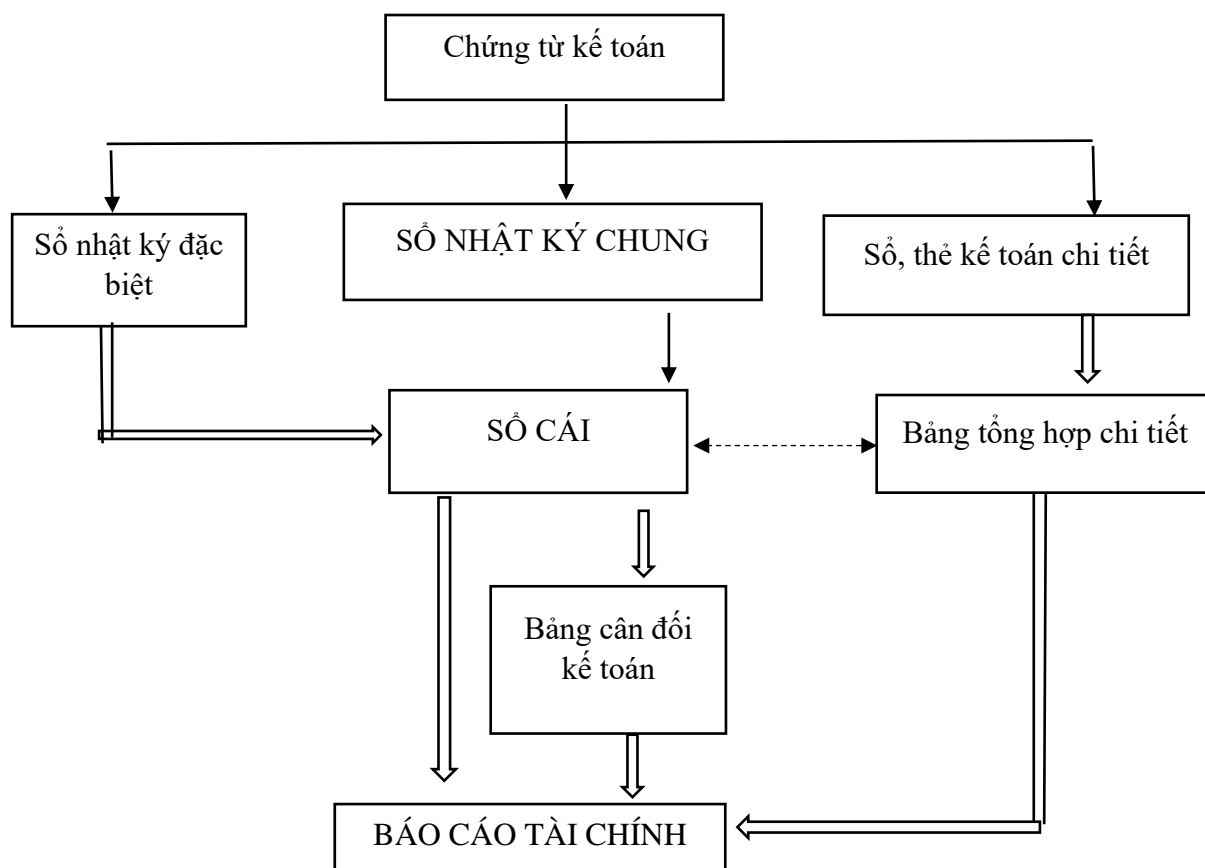 Chứng từ kế toán
Sổ nhật ký đặc
biệt
SỔ NHẬT KÝ CHUNG
Sổ, thẻ kế toán chi tiết
SỔ CÁI
Bảng tổng hợp chi tiết
Bảng cân đối
kế toán
BÁO CÁO TÀI CHÍNH